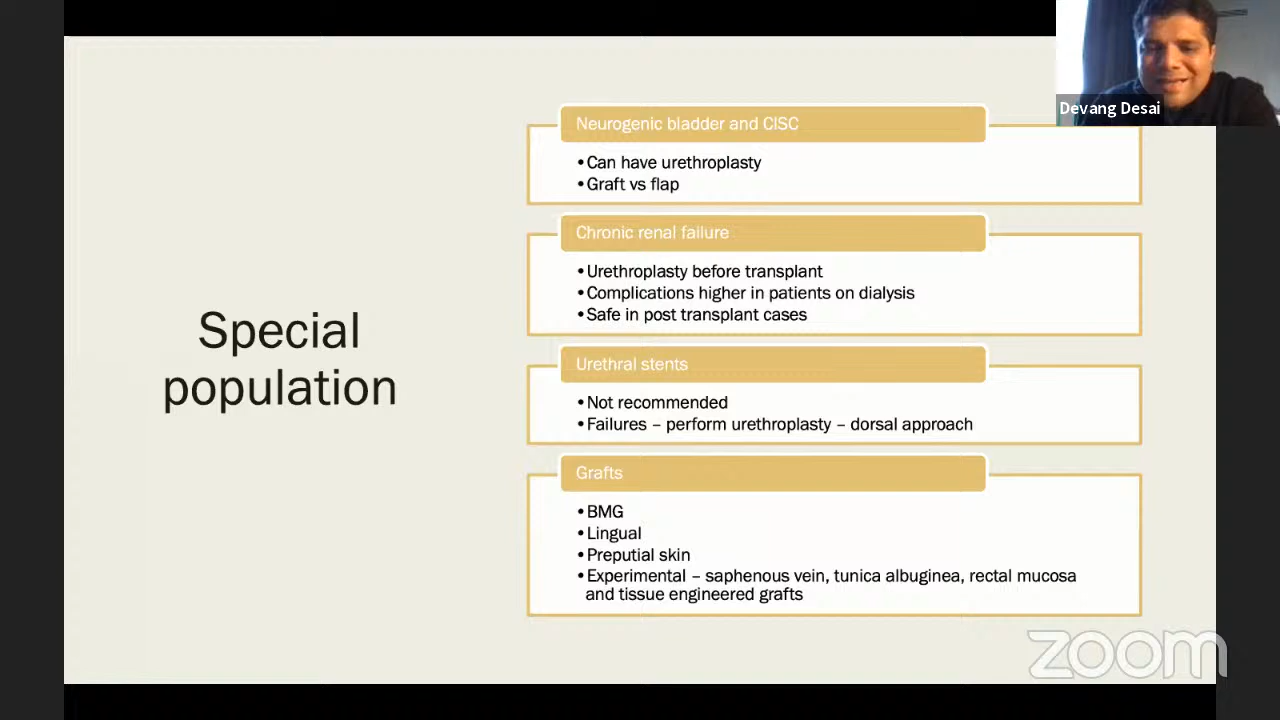 Devang Desai
Special
population
Neurogenic bladder and CISC
•Can have urethroplasty
•Graft vs flap
Chronic renal failure
•Urethroplasty before transplant
•Complications higher in patients on dialysis
•Safe in post transplant cases
Urethral stents
•Not recommended
•Failures – perform urethroplasty – dorsal approach
Grafts
•BMG
•Lingual
•Preputial skin
•Experimental – saphenous vein, tunica albuginea, rectal mucosa
and tissue engineered grafts
zoom